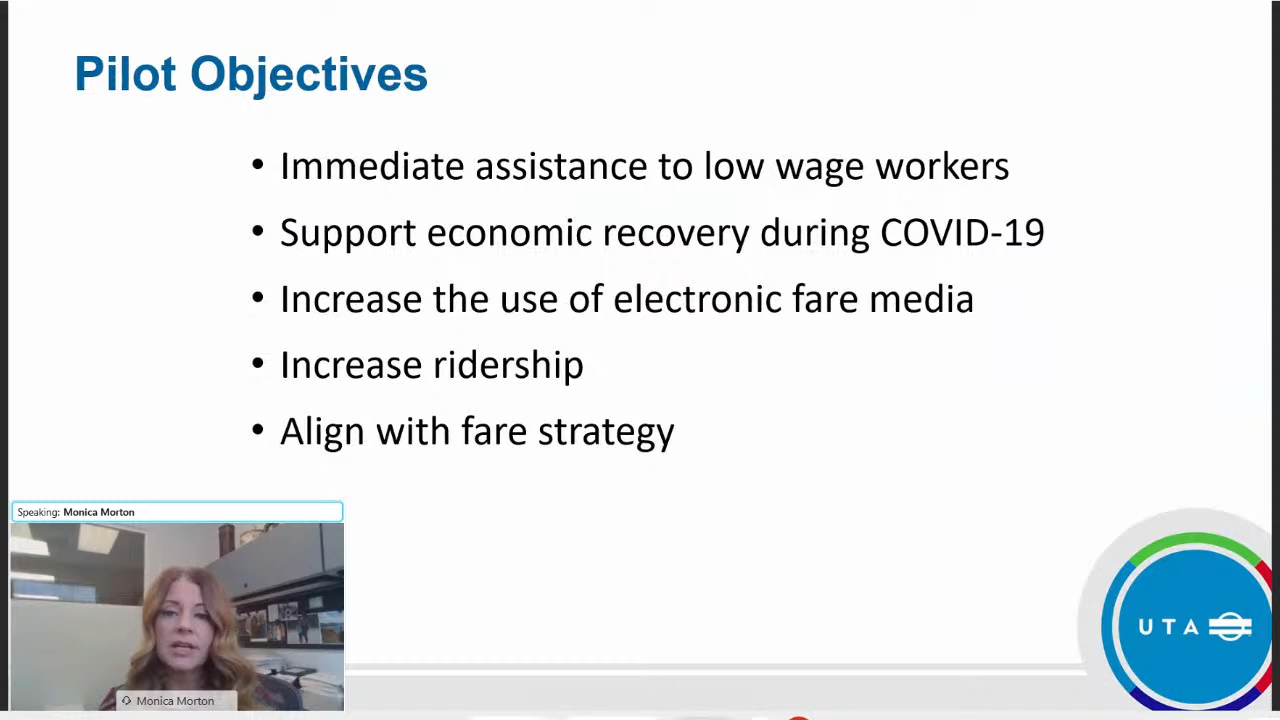 Pilot Objectives
• Immediate assistance to low wage workers
• Support economic recovery during COVID-19
• Increase the use of electronic fare media
• Increase ridership
• Align with fare strategy
Speaking: Monica Morton
Monica Morton
UTA